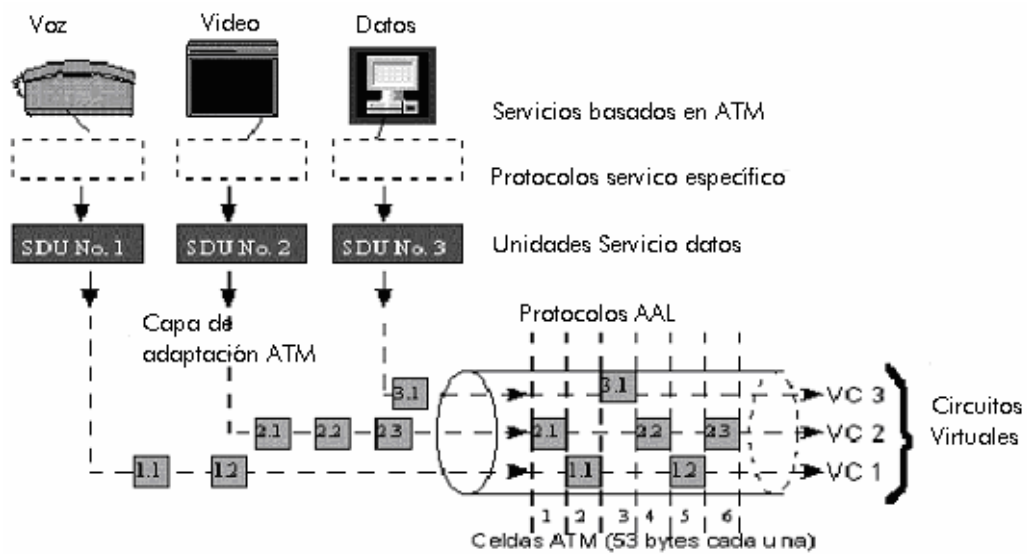 Voz
Video
Datos
Servicios basados en ATM
Protocolos servico específico
SDU No. 1
SDU No. 2
SDU No. 3
Unidades Servicio datos
Capa de
adaptación ATM
Protocolos AAL
3.1
3.1
VC 3
2.1
2.2
2.3
2.1
2.2
2.3
VC 2
1.1
1.2
1.1
1.2
VC 1
Circuitos
Virtuales
1 2 3 4 5 6
Celdas ATM (53 bytes cada una)